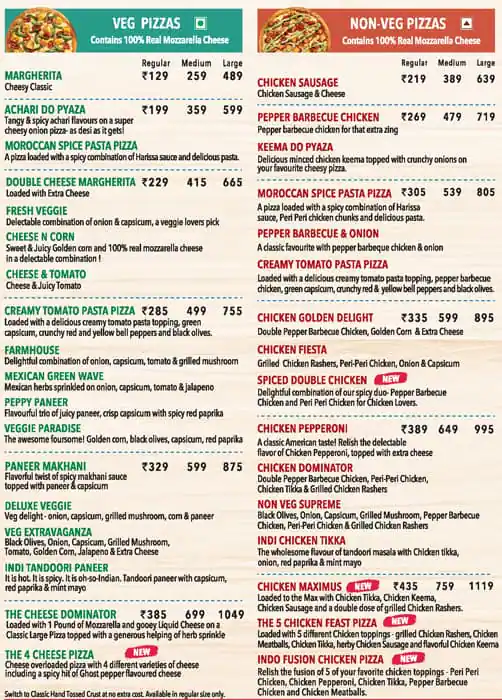 VEG PIZZAS
Contains 100% Real Mozzarella Cheese
Regular Medium Large
MARGHERITA ₹129 259 489
Cheesy Classic
ACHARI DO PYAZA ₹199 359 599
Tangy & spicy achari flavours on a super
cheesy onion pizza- as desi as it gets!
MOROCCAN SPICE PASTA PIZZA
A pizza loaded with a spicy combination of Harissa sauce and delicious pasta.
DOUBLE CHEESE MARGHERITA ₹229 415 665
Loaded with Extra Cheese
FRESH VEGGIE
Delectable combination of onion & capsicum, a veggie lovers pick
CHEESE N CORN
Sweet & Juicy Golden corn and 100% real mozzarella cheese
in a delectable combination !
CHEESE & TOMATO
Cheese & Juicy Tomato
CREAMY TOMATO PASTA PIZZA ₹285 499 755
Loaded with a delicious creamy tomato pasta topping, green
capsicum, crunchy red and yellow bell peppers and black olives.
FARMHOUSE
Delightful combination of onion, capsicum, tomato & grilled mushroom
MEXICAN GREEN WAVE
Mexican herbs sprinkled on onion, capsicum, tomato & jalapeno
PEPPY PANEER
Flavourful trio of juicy paneer, crisp capsicum with spicy red paprika
VEGGIE PARADISE
The awesome foursome! Golden corn, black olives, capsicum, red paprika
PANEER MAKHANI ₹329 599 875
Flavorful twist of spicy makhani sauce
topped with paneer & capsicum
DELUXE VEGGIE
Veg delight - onion, capsicum, grilled mushroom, corn & paneer
VEG EXTRAVAGANZA
Black Olives, Onion, Capsicum, Grilled Mushroom,
Tomato, Golden Corn, Jalapeno & Extra Cheese
INDI TANDOORI PANEER
It is hot. It is spicy. It is oh-so-Indian. Tandoori paneer with capsicum,
red paprika & mint mayo
THE CHEESE DOMINATOR ₹385 699 1049
Loaded with 1 Pound of Mozzarella and gooey Liquid Cheese on a
Classic Large Pizza topped with a generous helping of herb sprinkle
THE 4 CHEESE PIZZA NEW
Cheese overloaded pizza with 4 different varieties of cheese
including a spicy hit of Ghost pepper flavoured cheese
Switch to Classic Hand Tossed Crust at no extra cost. Available in regular size only.
NON-VEG PIZZAS
Contains 100% Real Mozzarella Cheese
Regular Medium Large
CHICKEN SAUSAGE ₹219 389 639
Chicken Sausage & Cheese
PEPPER BARBECUE CHICKEN ₹269 479 719
Pepper barbecue chicken for that extra zing
KEEMA DO PYAZA
Delicious minced chicken keema topped with crunchy onions on
your favourite cheesy pizza.
MOROCCAN SPICE PASTA PIZZA ₹305 539 805
A pizza loaded with a spicy combination of Harissa
sauce, Peri Peri chicken chunks and delicious pasta.
PEPPER BARBECUE & ONION
A classic favourite with pepper barbeque chicken & onion
CREAMY TOMATO PASTA PIZZA
Loaded with a delicious creamy tomato pasta topping, pepper barbecue
chicken, green capsicum, crunchy red & yellow bell peppers and black olives.
CHICKEN GOLDEN DELIGHT ₹335 599 895
Double Pepper Barbecue Chicken, Golden Corn & Extra Cheese
CHICKEN FIESTA
Grilled Chicken Rashers, Peri-Peri Chicken, Onion & Capsicum
SPICED DOUBLE CHICKEN NEW
Delightful combination of our spicy duo- Pepper Barbecue
Chicken and Peri Peri Chicken for Chicken Lovers.
CHICKEN PEPPERONI ₹389 649 995
A classic American taste! Relish the delectable
flavor of Chicken Pepperoni, topped with extra cheese
CHICKEN DOMINATOR
Double Pepper Barbecue Chicken, Peri-Peri Chicken,
Chicken Tikka & Grilled Chicken Rashers
NON VEG SUPREME
Black Olives, Onion, Capsicum, Grilled Mushroom, Pepper Barbecue
Chicken, Peri-Peri Chicken & Grilled Chicken Rashers
INDI CHICKEN TIKKA
The wholesome flavour of tandoori masala with Chicken tikka,
onion, red paprika & mint mayo
CHICKEN MAXIMUS NEW ₹435 759 1119
Loaded to the Max with Chicken Tikka, Chicken Keema,
Chicken Sausage and a double dose of grilled Chicken Rashers.
THE 5 CHICKEN FEAST PIZZA NEW
Loaded with 5 different Chicken toppings - grilled Chicken Rashers, Chicken
Meatballs, Chicken Tikka, herby Chicken Sausage and flavorful Chicken Keema
INDO FUSION CHICKEN PIZZA NEW
Relish the fusion of 5 of your favorite chicken toppings - Peri Peri
Chicken, Chicken Pepperoni, Chicken Tikka, Pepper Barbecue
Chicken and Chicken Meatballs.